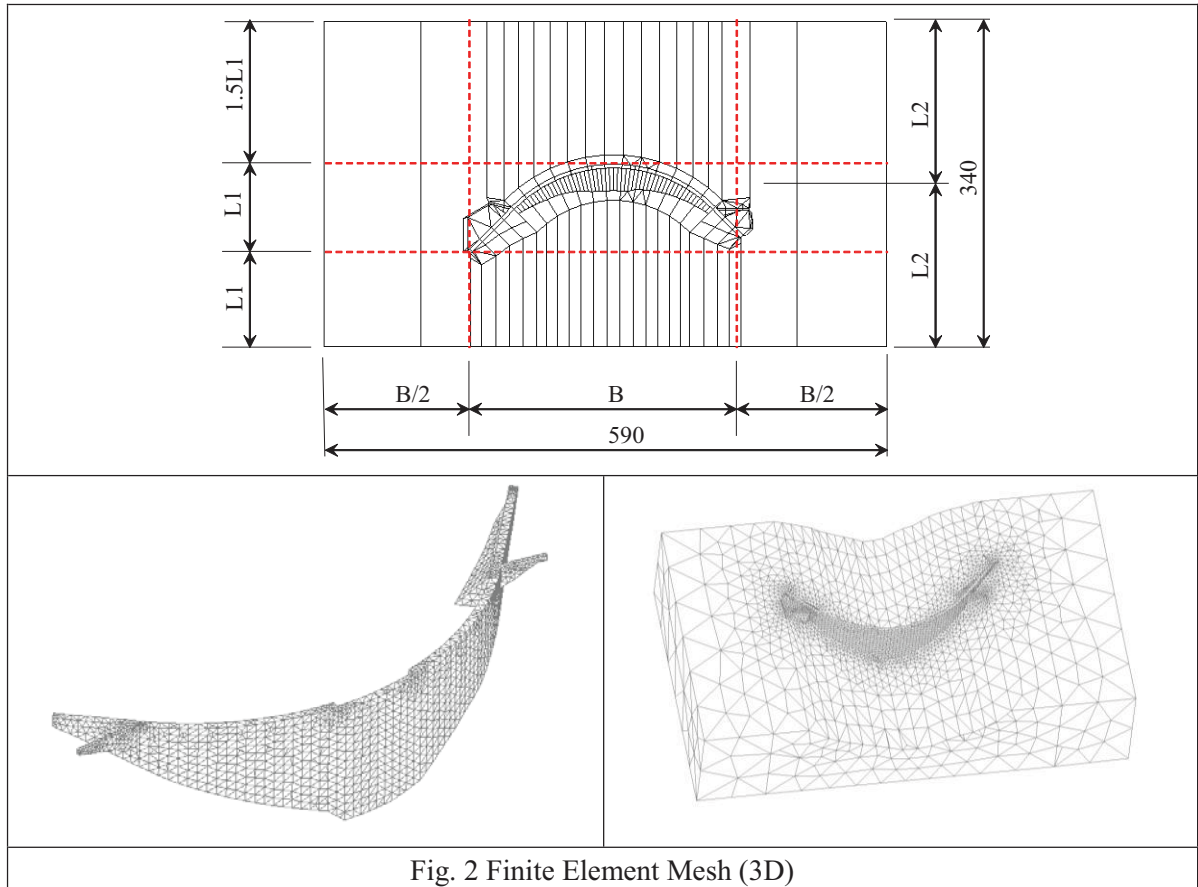 1.5L1
L1
L1
L2
L2
340
B/2
B
B/2
590
Fig. 2 Finite Element Mesh (3D)